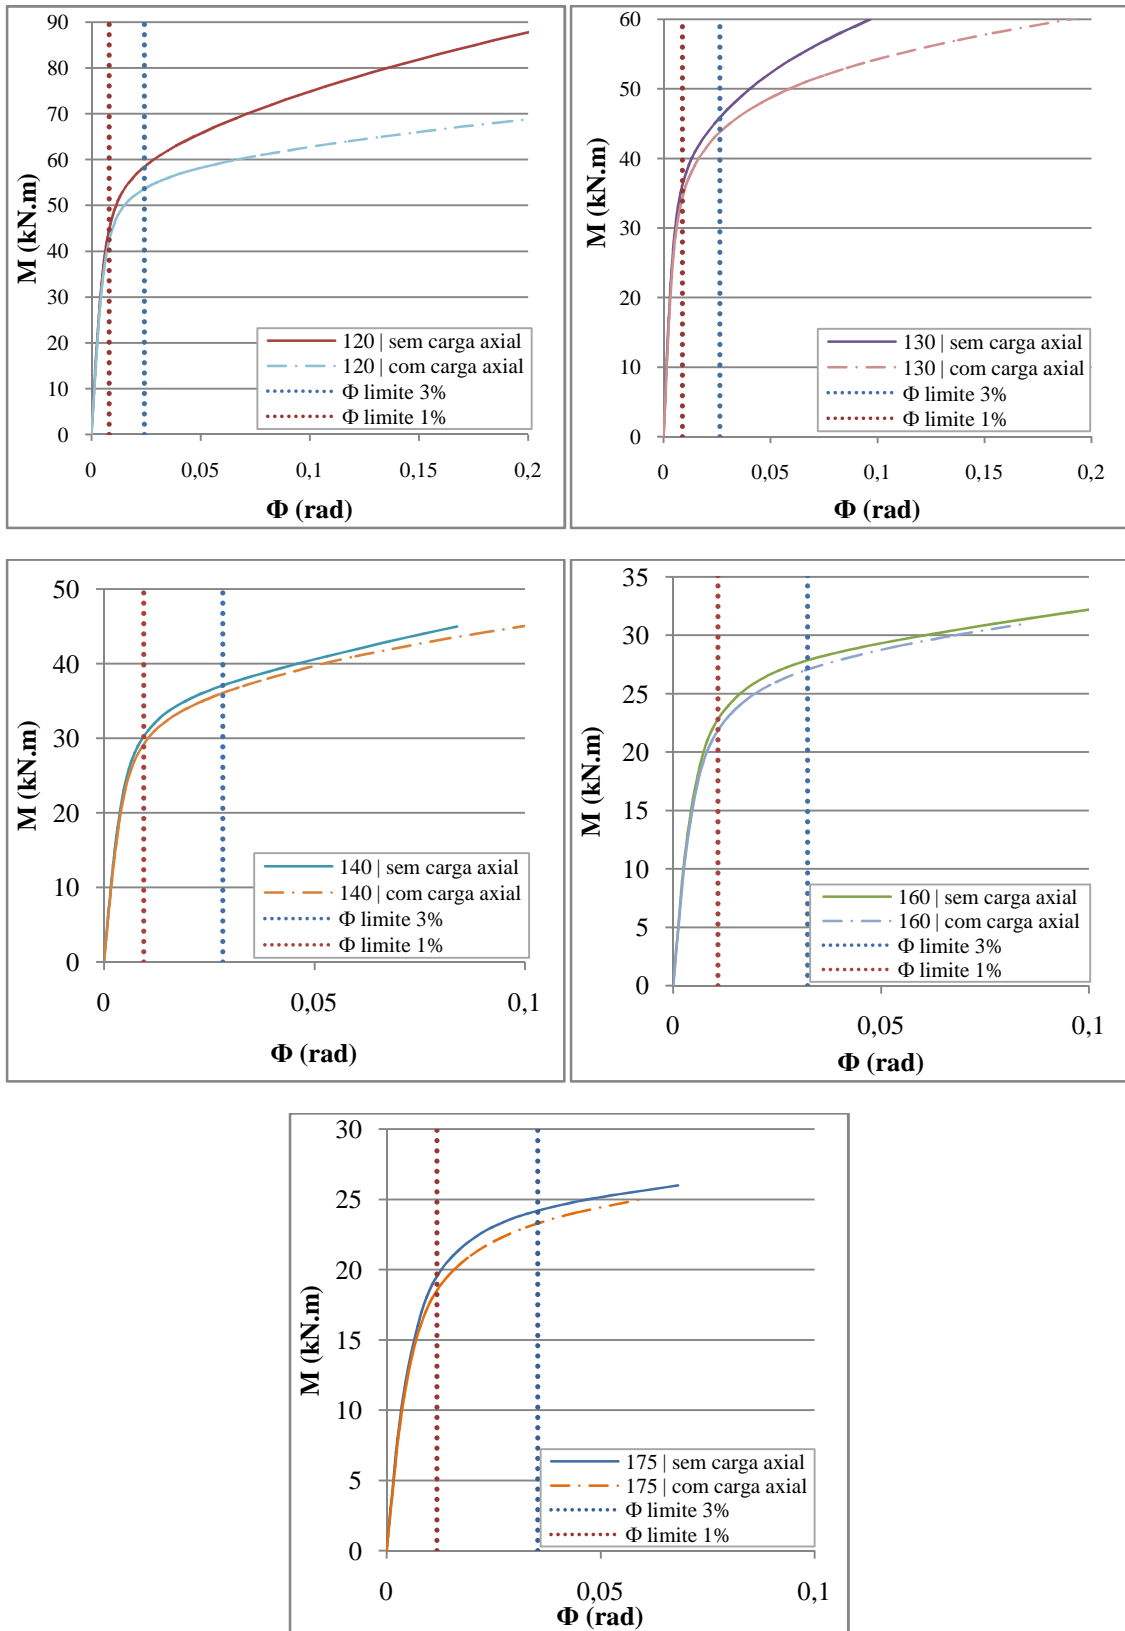 90
80
70
60
50
40
30
20
10
0
M (kN.m)
0 0,05 0,1 0,15 0,2
Φ (rad)
120 | sem carga axial
120 | com carga axial
Φ limite 3%
Φ limite 1%
60
50
40
30
20
10
0
M (kN.m)
0 0,05 0,1 0,15 0,2
Φ (rad)
130 | sem carga axial
130 | com carga axial
Φ limite 3%
Φ limite 1%
50
40
30
20
10
0
M (kN.m)
0 0,05 0,1
Φ (rad)
140 | sem carga axial
140 | com carga axial
Φ limite 3%
Φ limite 1%
35
30
25
20
15
10
5
0
M (kN.m)
0 0,05 0,1
Φ (rad)
160 | sem carga axial
160 | com carga axial
Φ limite 3%
Φ limite 1%
30
25
20
15
10
5
0
M (kN.m)
0 0,05 0,1
Φ (rad)
175 | sem carga axial
175 | com carga axial
Φ limite 3%
Φ limite 1%